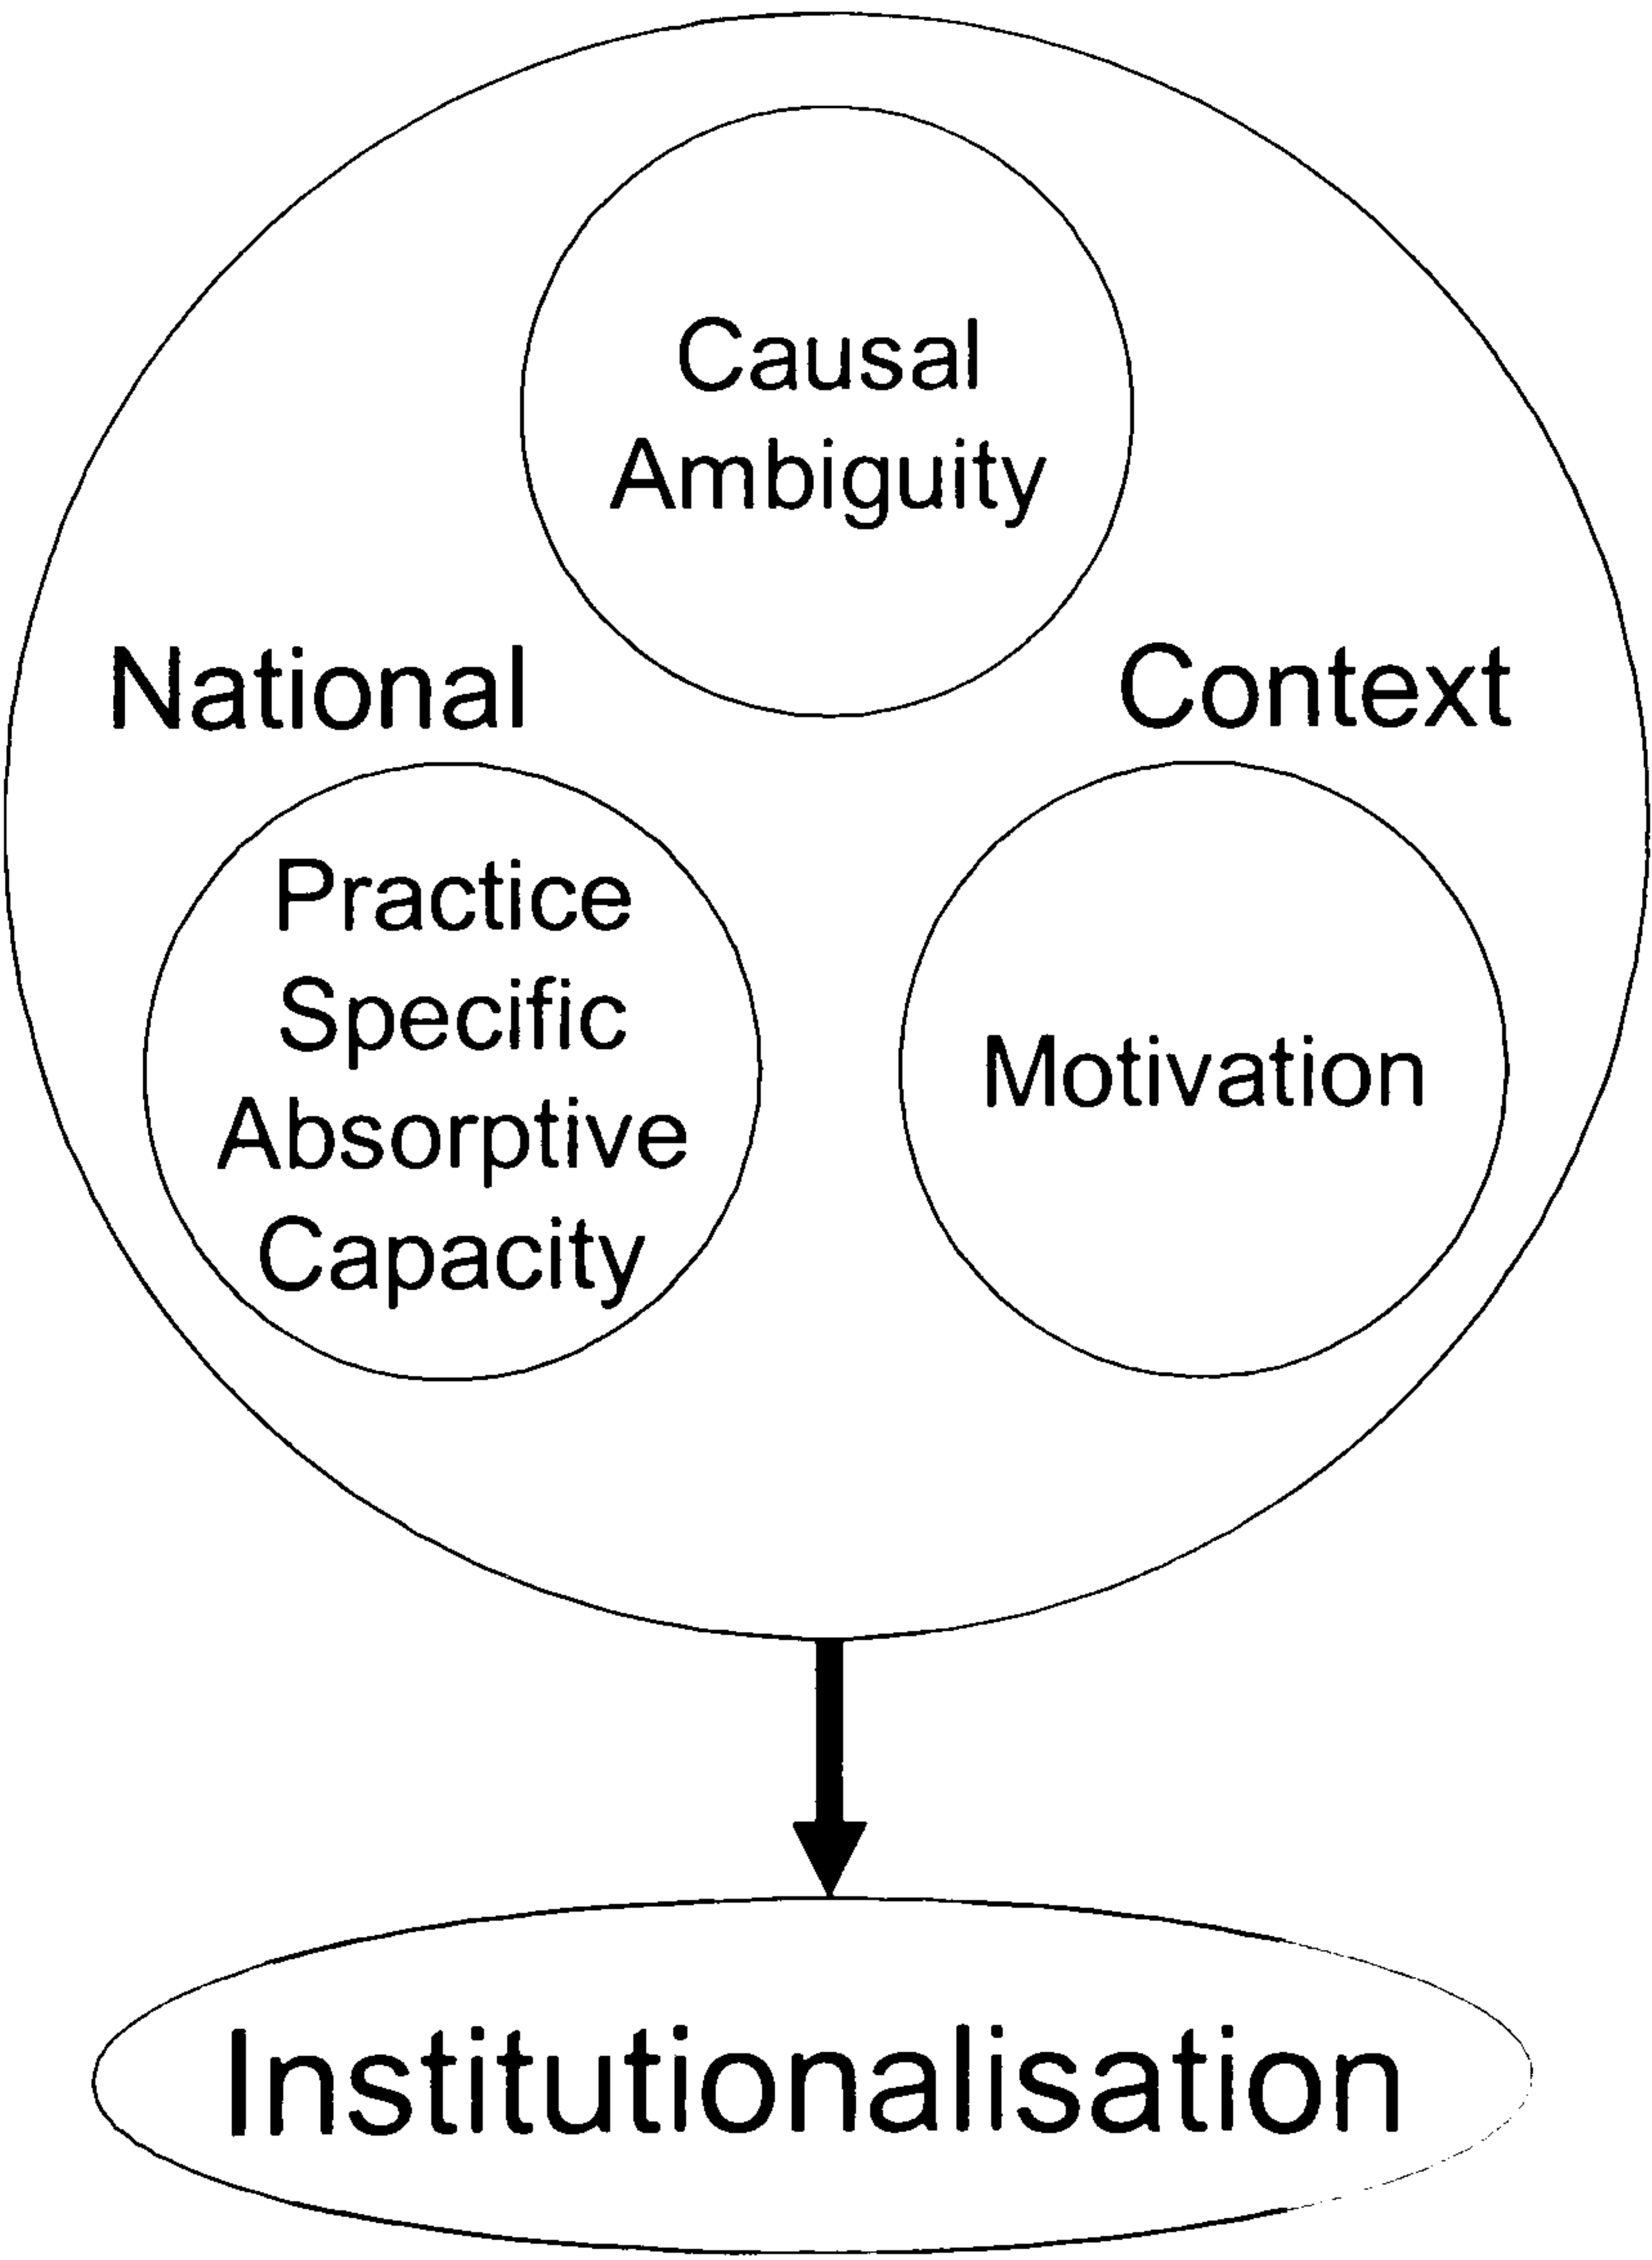 Causal
Ambiguity
National Context
Practice
Specific
Absorptive
Capacity
Motivation
Institutionalisation